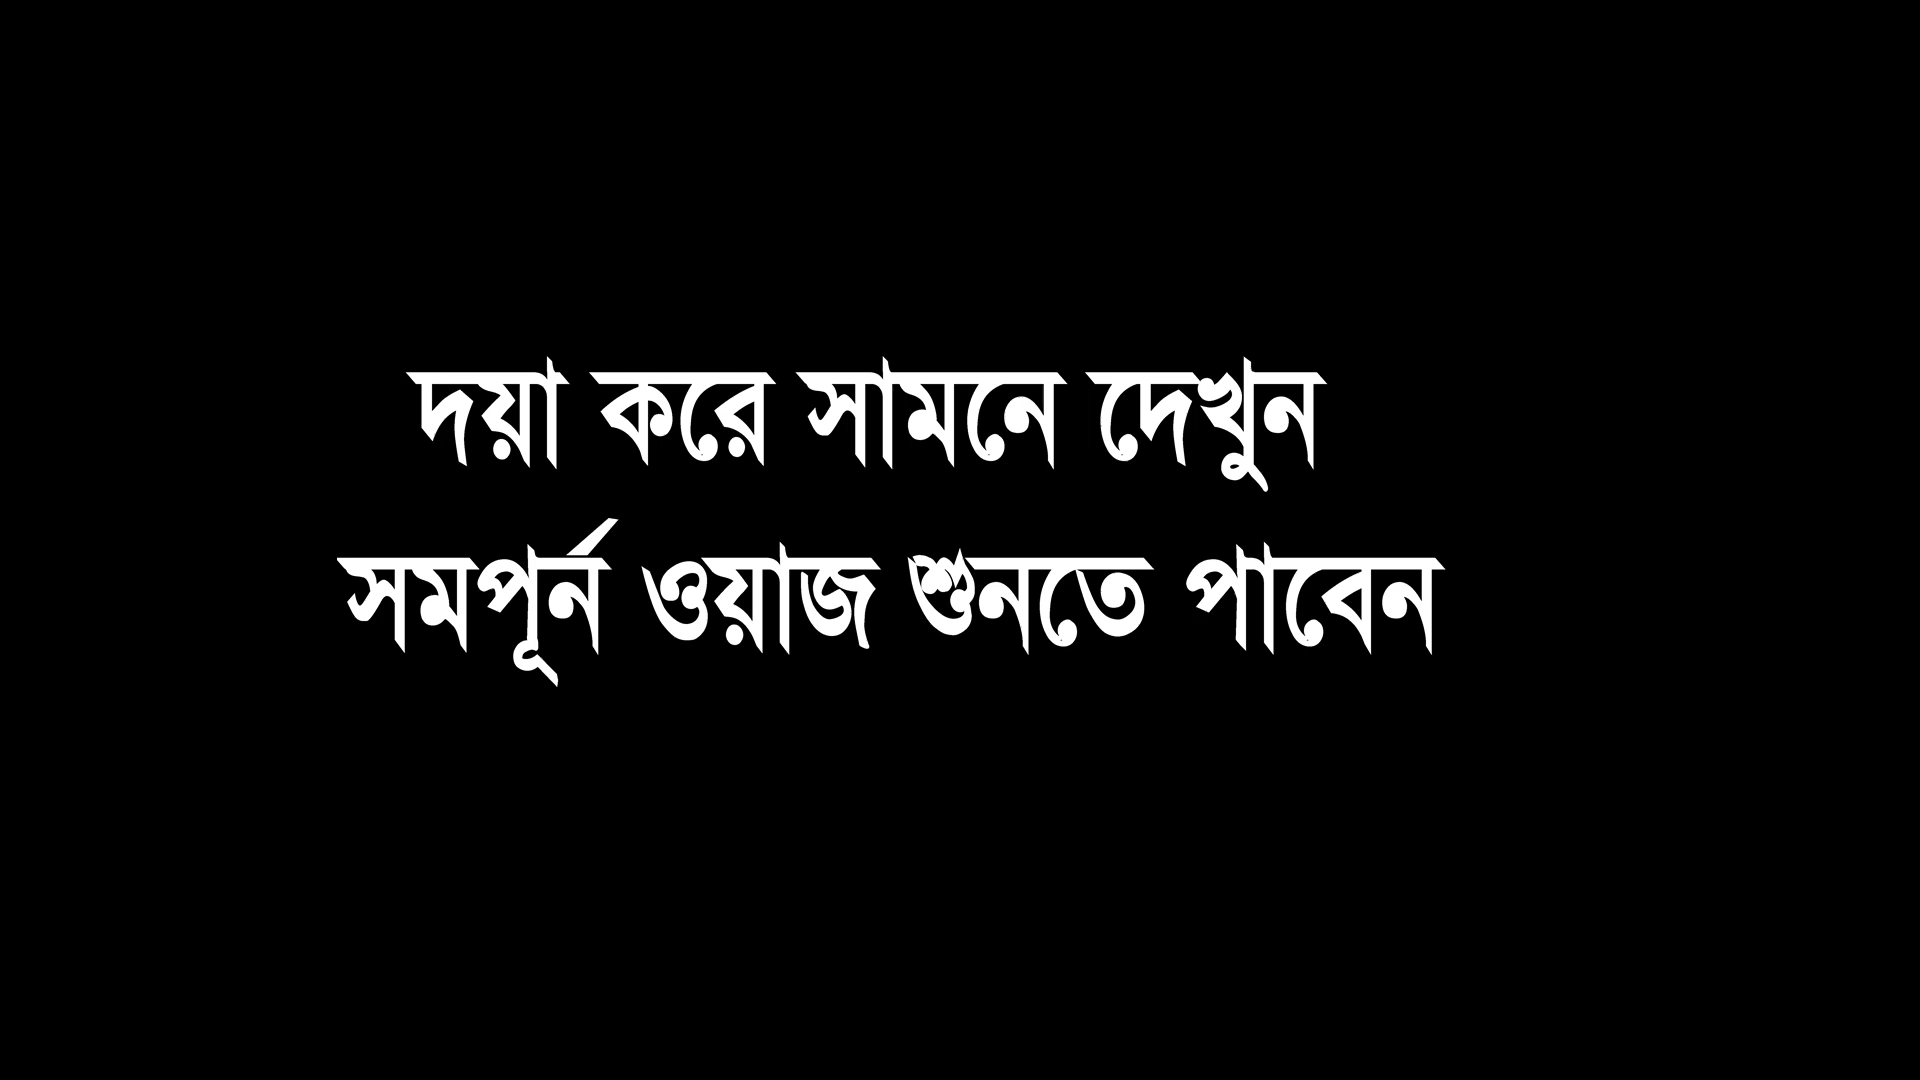 দয়া করে সামনে দেখুন
সমপূর্ন ওয়াজ শুনতে পাবেন